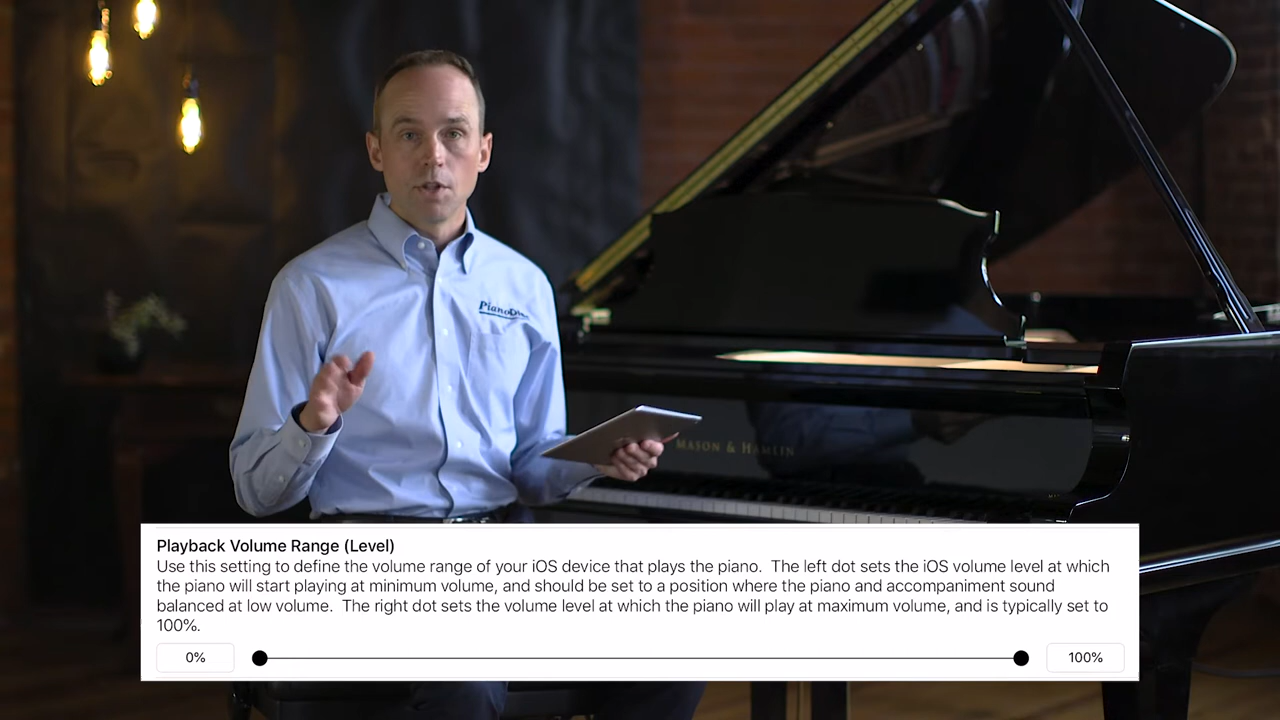 PianoDisc
MASON & HAMLIN
Playback Volume Range (Level)
Use this setting to define the volume range of your iOS device that plays the piano.  The left dot sets the iOS volume level at which
the piano will start playing at minimum volume, and should be set to a position where the piano and accompaniment sound
balanced at low volume.  The right dot sets the volume level at which the piano will play at maximum volume, and is typically set to
100%.
0%
100%